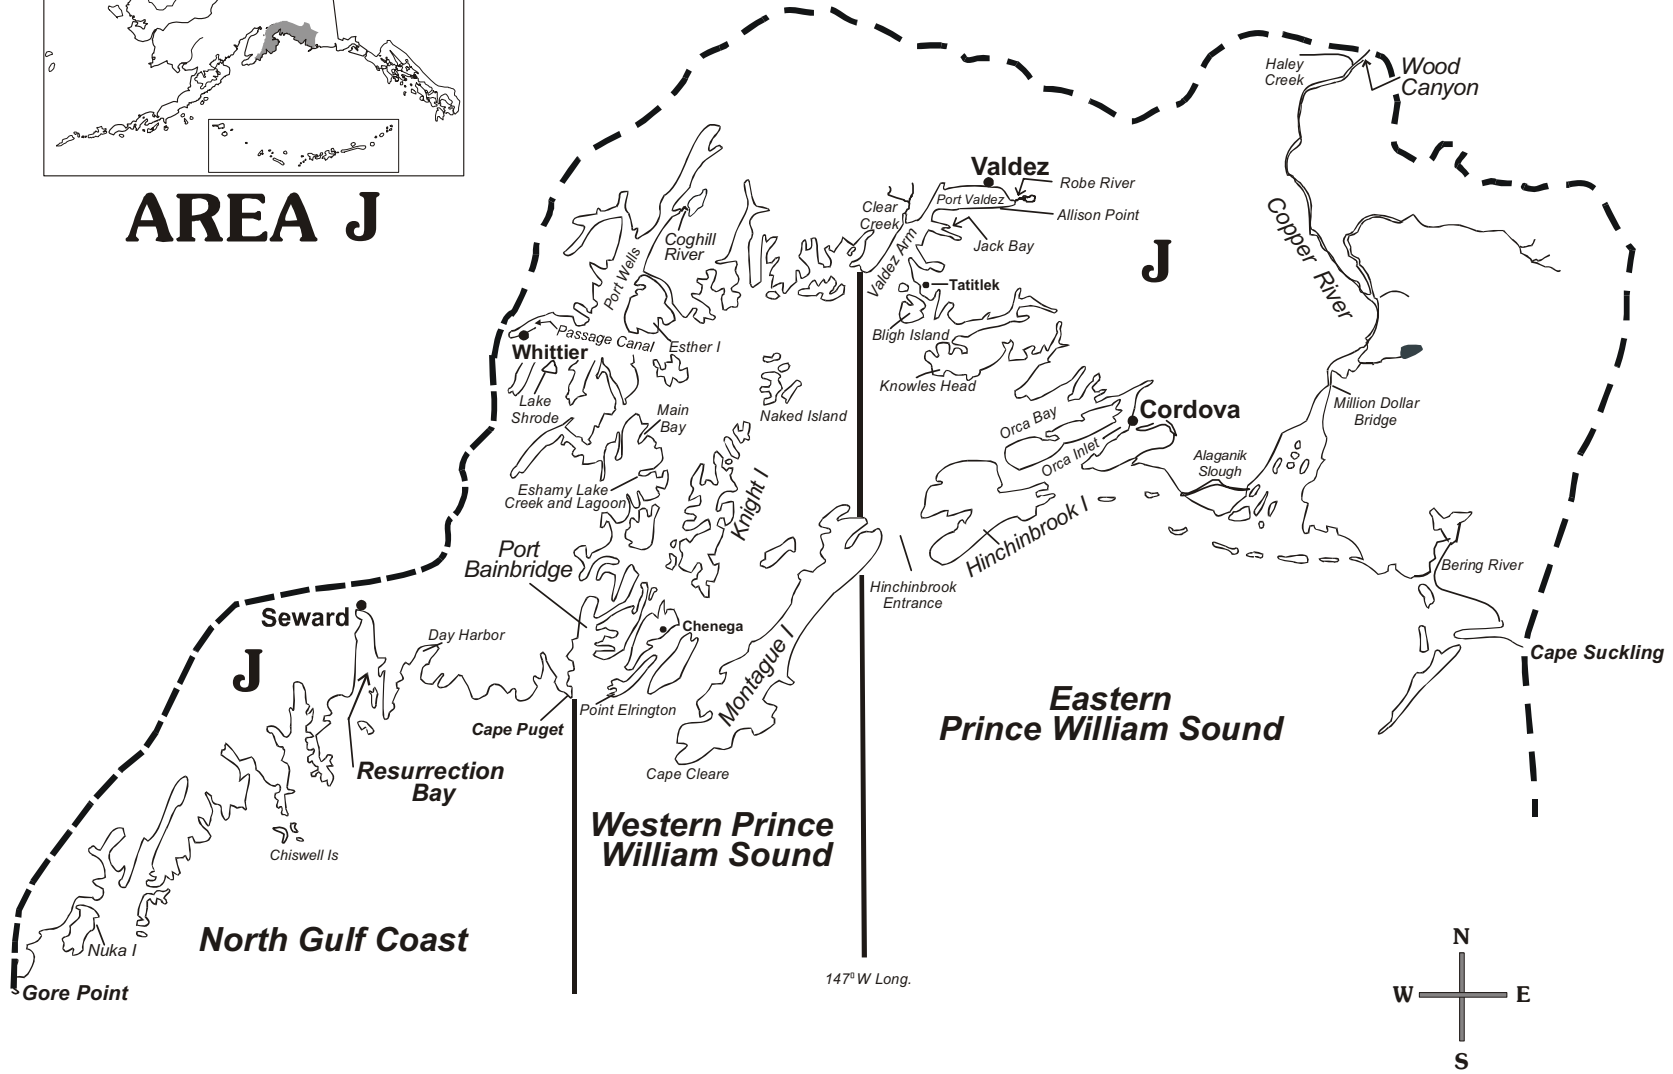 AREA J
Haley
Creek
Wood
Canyon
Valdez
Robe River
Port Valdez
Allison Point
Clear
Creek
Jack Bay
Valdez Arm
Coghill
River
Port Wells
J
Copper River
Tatitlek
Bligh Island
Passage Canal
Whittier
Esther I
Knowles Head
Lake
Shrode
Main
Bay
Naked Island
Orca Bay
Cordova
Million Dollar
Bridge
Orca Inlet
Alaganik
Slough
Eshamy Lake
Creek and Lagoon
Knight I
Hinchinbrook I
Port
Bainbridge
Bering River
Hinchinbrook
Entrance
Seward
Chenega
Day Harbor
Cape Suckling
J
Montague I
Point Elrington
Cape Puget
Eastern
Prince William Sound
Cape Cleare
Resurrection
Bay
Western Prince
William Sound
Chiswell Is
North Gulf Coast
Nuka I
147⁰W Long.
Gore Point
N
W E
S